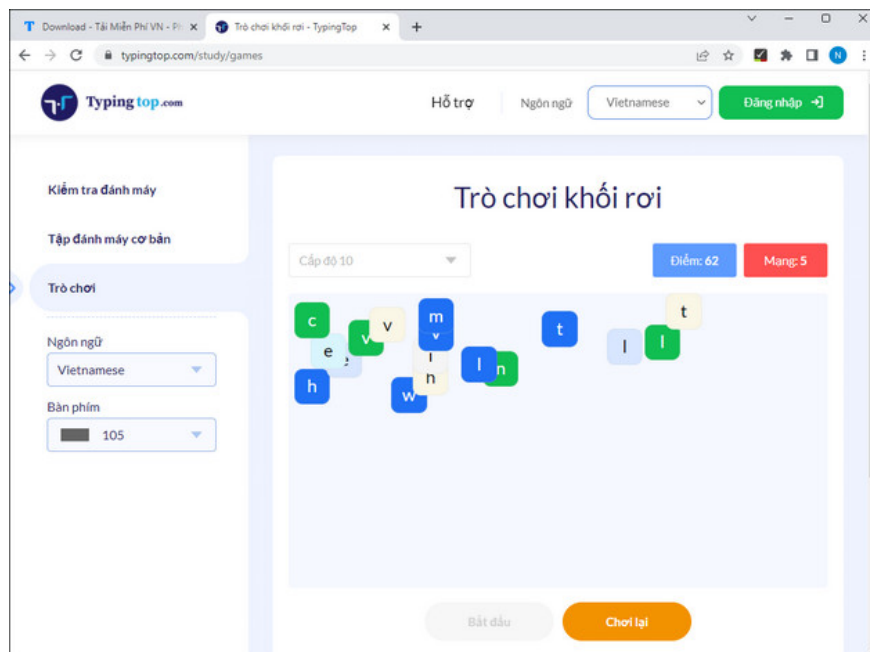 Download - Tải Miễn Phí VN - Ph
Trò chơi khối rơi - TypingTop
typingtop.com/study/games
N
Typing top.com
Hỗ trợ
Ngôn ngữ
Vietnamese
Đăng nhập
Kiểm tra đánh máy
Tập đánh máy cơ bản
Trò chơi
Ngôn ngữ
Vietnamese
Bàn phím
105
Trò chơi khối rơi
Cấp độ 10
Điểm: 62
Mạng: 5
c
v
v
m
v
t
l
l
t
e
e
h
w
n
l
n
Bắt đầu
Chơi lại